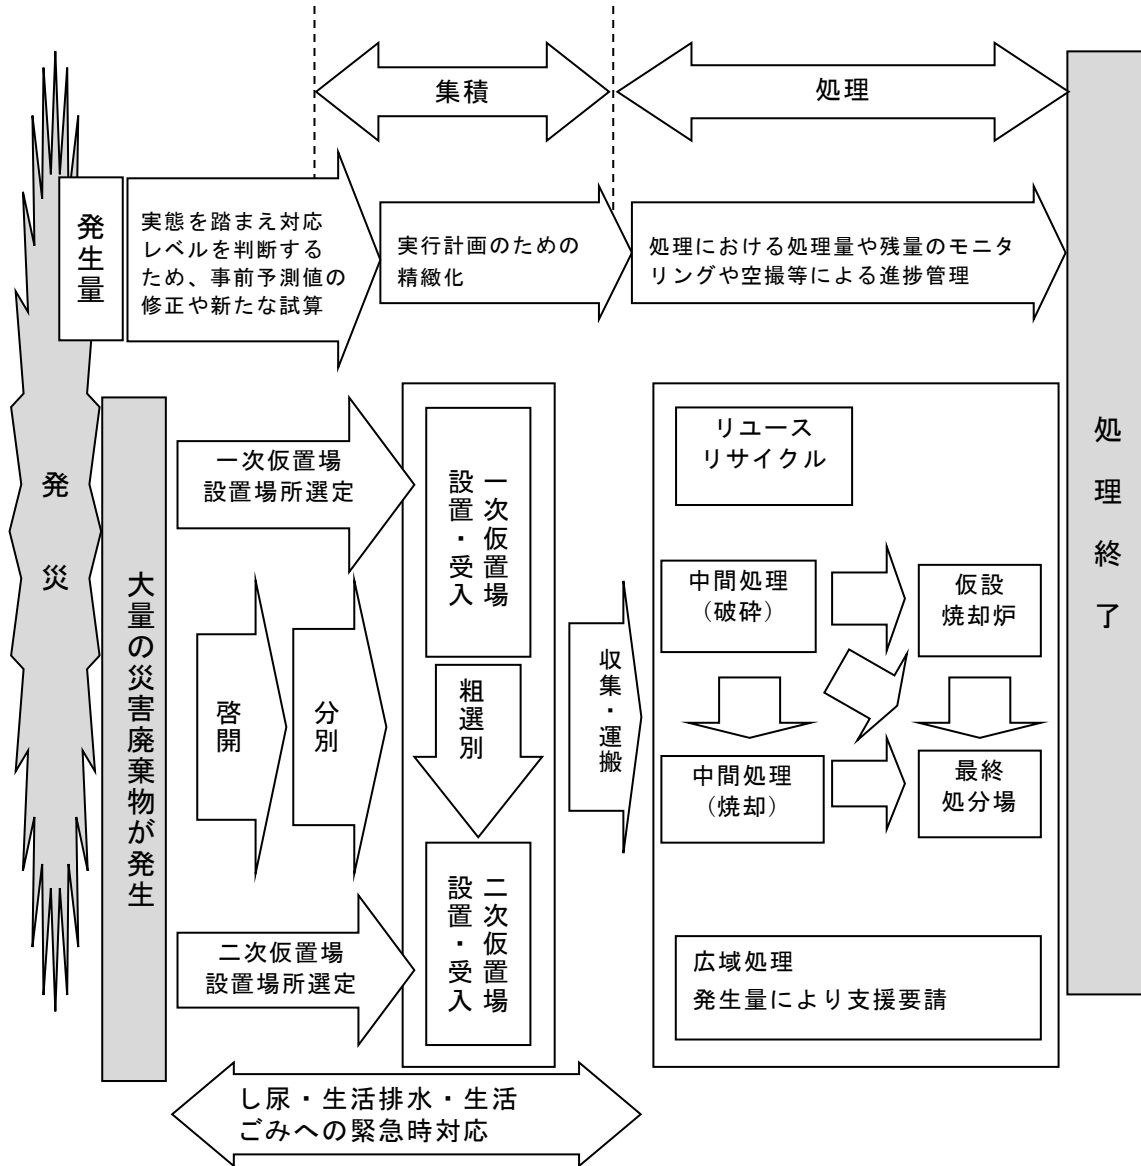 集積
処理
発生量
実態を踏まえ対応
レベルを判断する
ため、事前予測値の
修正や新たな試算
実行計画のための
精緻化
処理における処理量や残量のモニタ
リングや空撮等による進捗管理
発災
大量の災害廃棄物が発生
一次仮置場
設置場所選定
啓開
分別
二次仮置場
設置場所選定
一次仮置場
設置・受入
粗選別
二次仮置場
設置・受入
収集・運搬
リユース
リサイクル
中間処理
（破砕）
仮設
焼却炉
中間処理
（焼却）
最終
処分場
広域処理
発生量により支援要請
処理終了
し尿・生活排水・生活
ごみへの緊急時対応